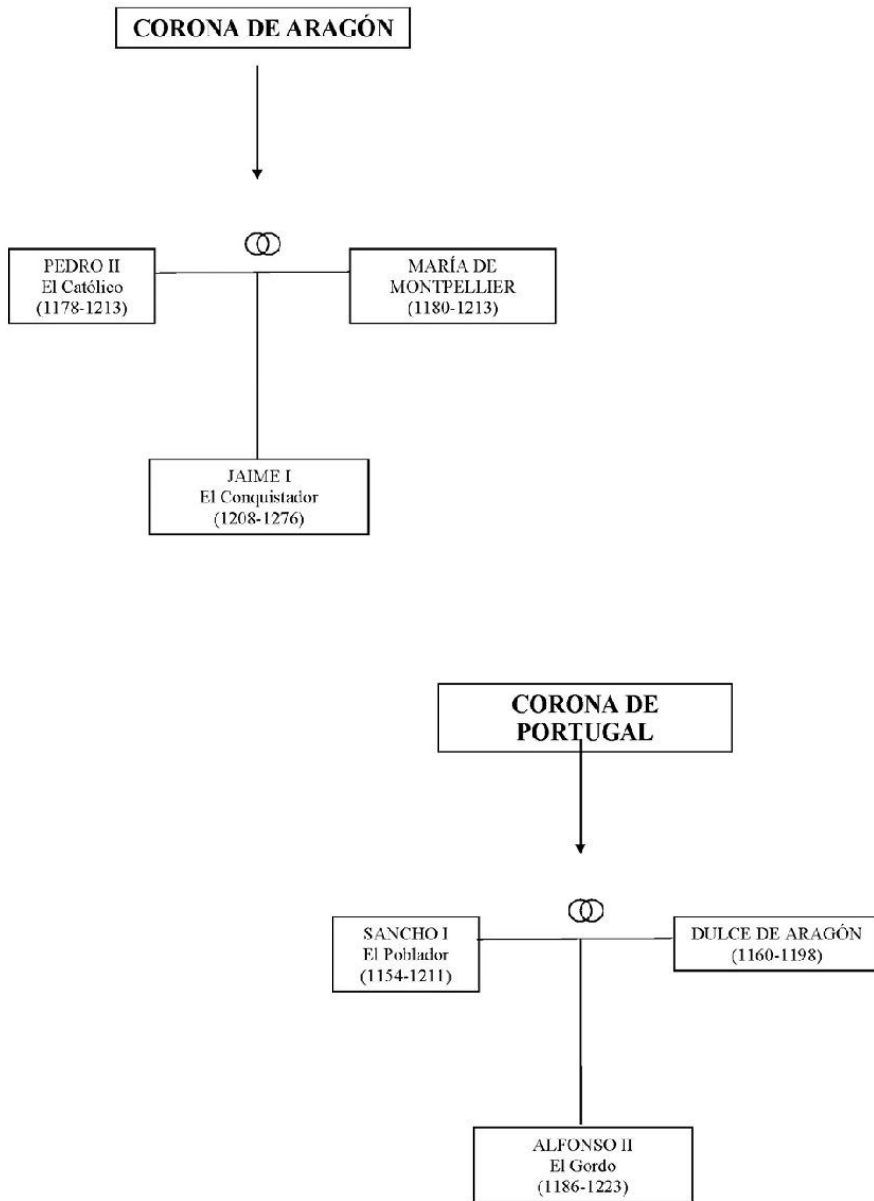 CORONA DE ARAGÓN
PEDRO II
El Católico
(1178-1213)
MARÍA DE
MONTPELLIER
(1180-1213)
JAIME I
El Conquistador
(1208-1276)
CORONA DE
PORTUGAL
SANCHO I
El Poblador
(1154-1211)
DULCE DE ARAGÓN
(1160-1198)
ALFONSO II
El Gordo
(1186-1223)